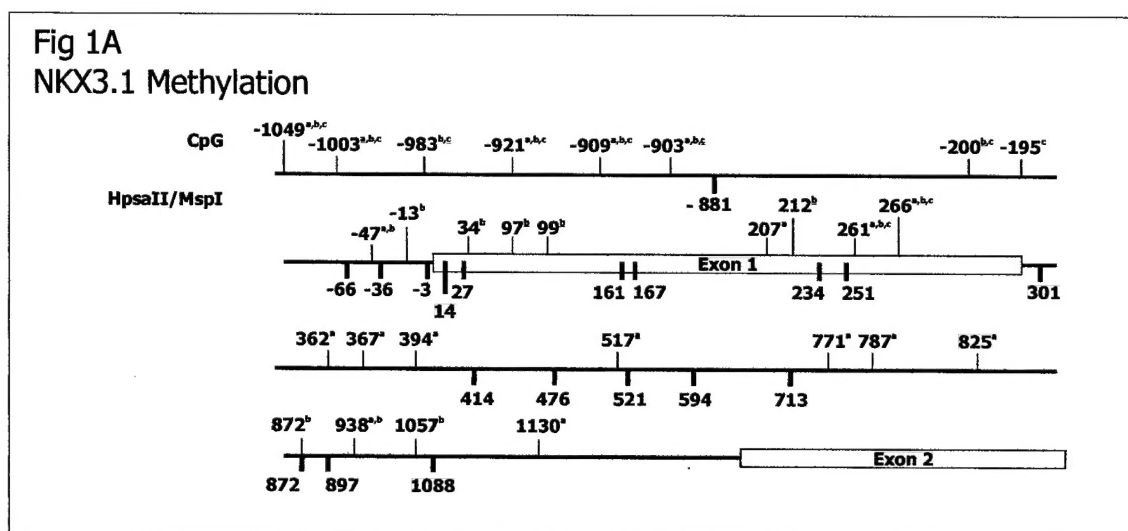 Fig 1A
NKX3.1 Methylation
CpG -1049a,b,c -1003a,b,c -983b,c -921a,b,c -909a,b,c -903a,b,c -200b,c -195c
HpsaII/MspI - 881
-47a,b -13b 34b 97b 99b 207a 212b 261a,b,c 266a,b,c
Exon 1
-66 -36 -3 14 27 161 167 234 251 301
362a 367a 394a 517a 771a 787a 825a
414 476 521 594 713
872b 938a,b 1057b 1130a
Exon 2
872 897 1088